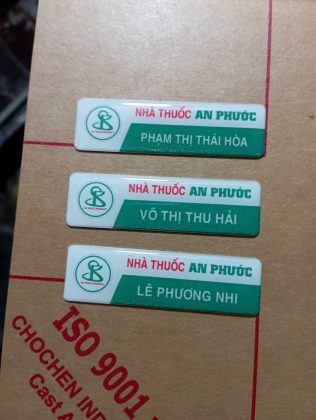 NHÀ THUỐC AN PHƯỚC
PHẠM THỊ THÁI HÒA
NHÀ THUỐC AN PHƯỚC
VÕ THỊ THU HẢI
NHÀ THUỐC AN PHƯỚC
LÊ PHƯƠNG NHI
ISO 9001
CHOCHEN IND
Cast A